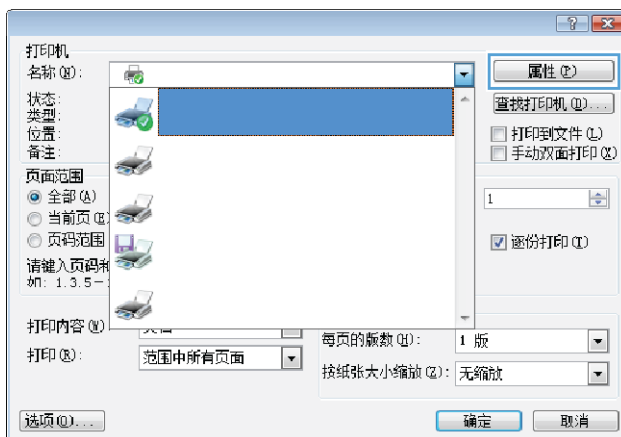 打印机
名称(N):
属性(P)
状态:
类型:
位置:
备注:
查找打印机(D)...
打印到文件(L)
手动双面打印(X)
页面范围
全部(A)
当前页(E)
页码范围
请键入页码和
如: 1.3.5-
1
逐份打印(T)
打印内容(W)
打印(R):
范围中所有页面
每页的版数(H):
1 版
按纸张大小缩放(Z):
无缩放
选项(O)...
确定
取消